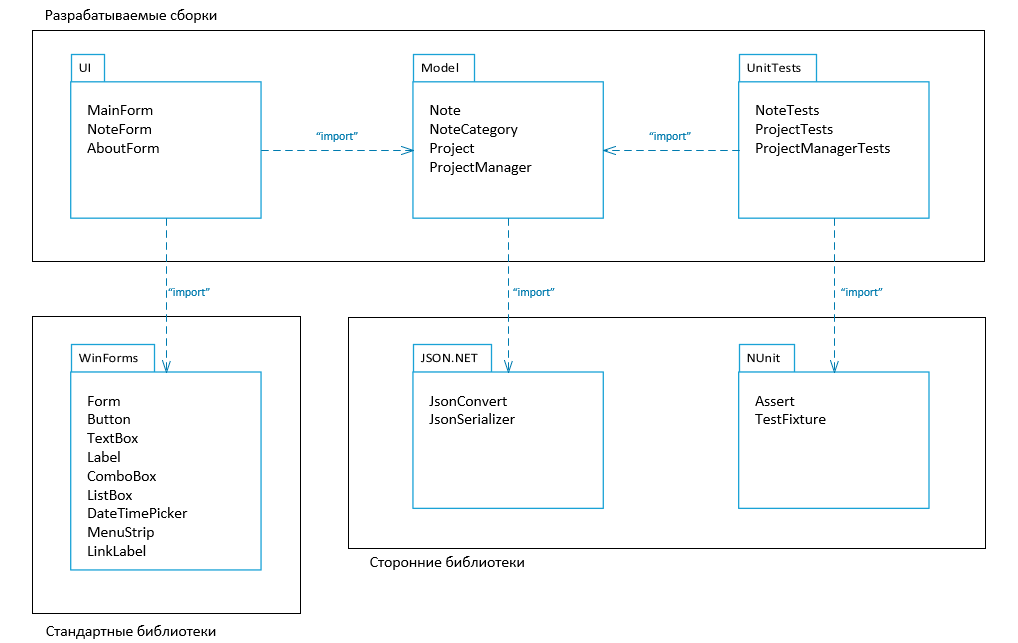 Разрабатываемые сборки
UI
MainForm
NoteForm
AboutForm
“import”
Model
Note
NoteCategory
Project
ProjectManager
“import”
UnitTests
NoteTests
ProjectTests
ProjectManagerTests
“import”
“import”
“import”
WinForms
Form
Button
TextBox
Label
ComboBox
ListBox
DateTimePicker
MenuStrip
LinkLabel
JSON.NET
JsonConvert
JsonSerializer
NUnit
Assert
TestFixture
Сторонние библиотеки
Стандартные библиотеки